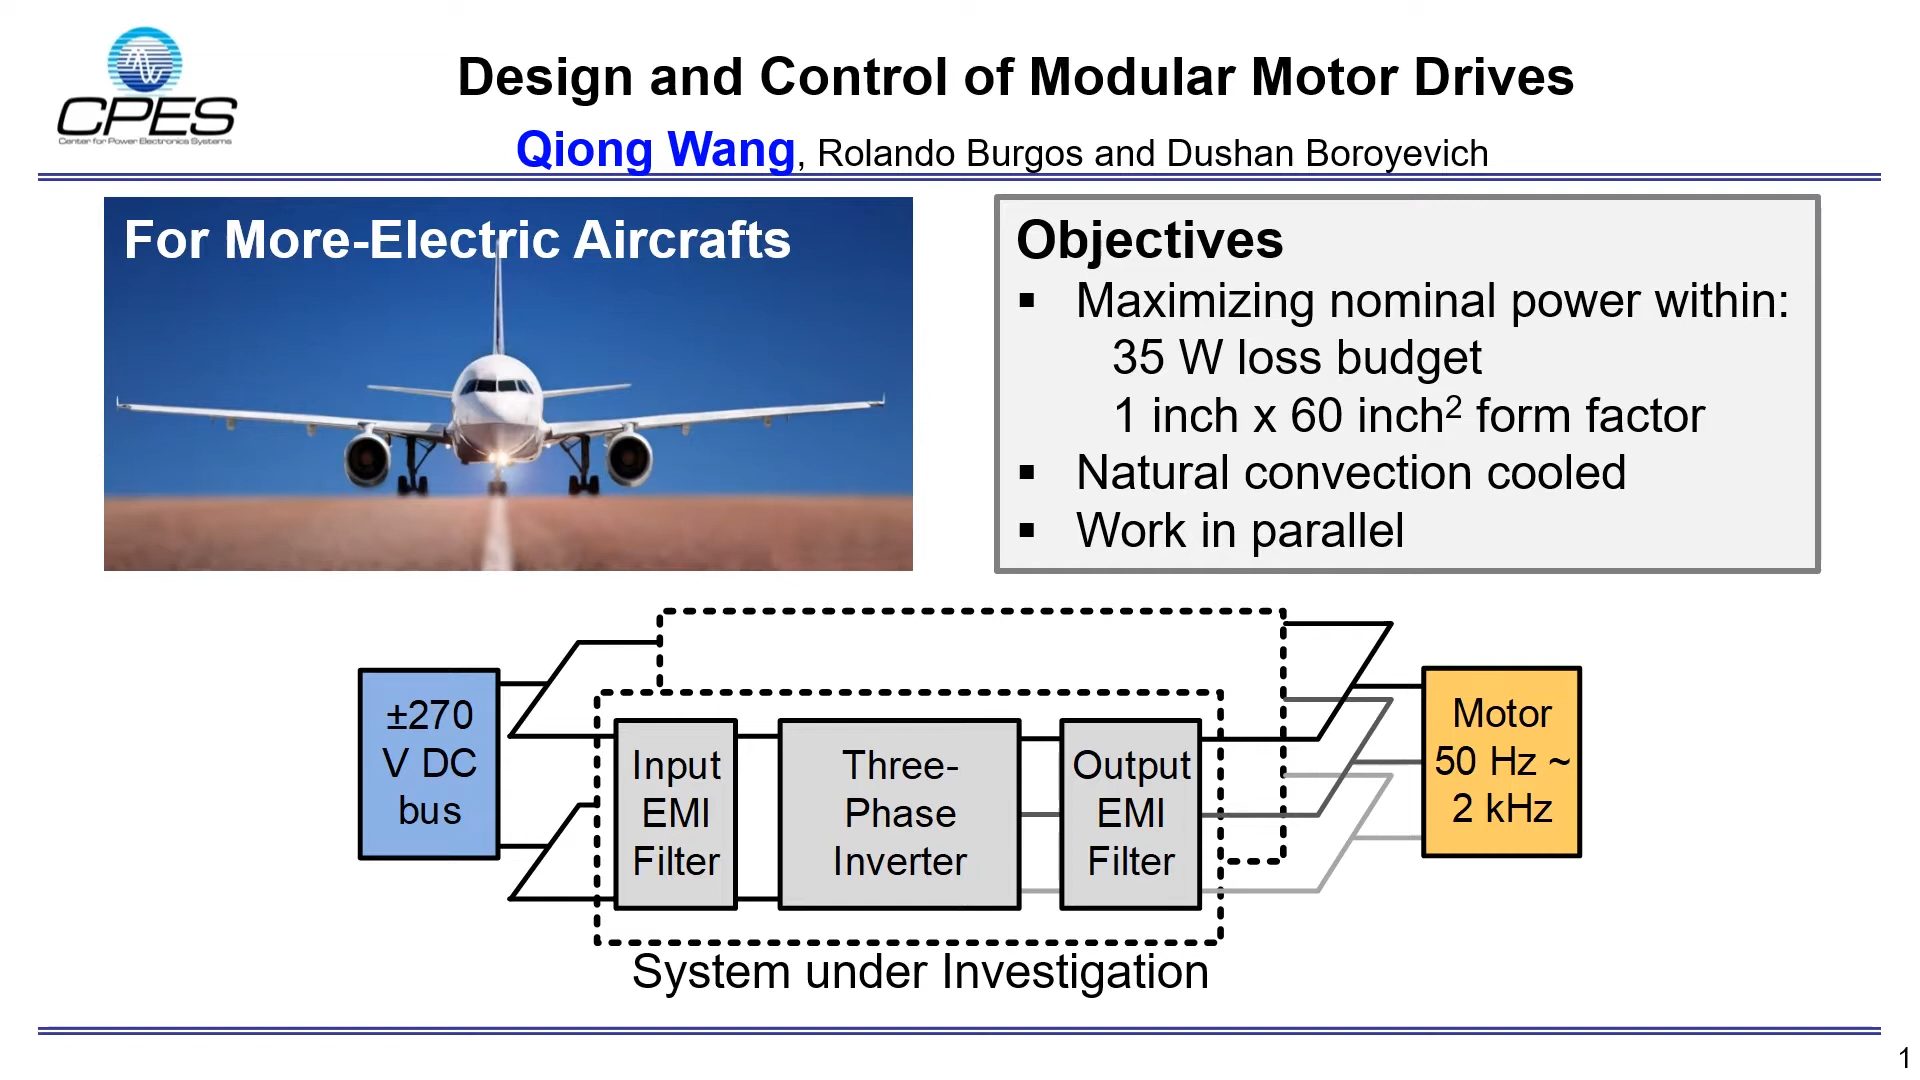 CPES
Center for Power Electronics Systems
Design and Control of Modular Motor Drives
Qiong Wang, Rolando Burgos and Dushan Boroyevich
For More-Electric Aircrafts
Objectives
▪ Maximizing nominal power within:
35 W loss budget
1 inch x 60 inch² form factor
▪ Natural convection cooled
▪ Work in parallel
±270
V DC
bus
Input
EMI
Filter
Three-
Phase
Inverter
Output
EMI
Filter
Motor
50 Hz ~
2 kHz
System under Investigation
1